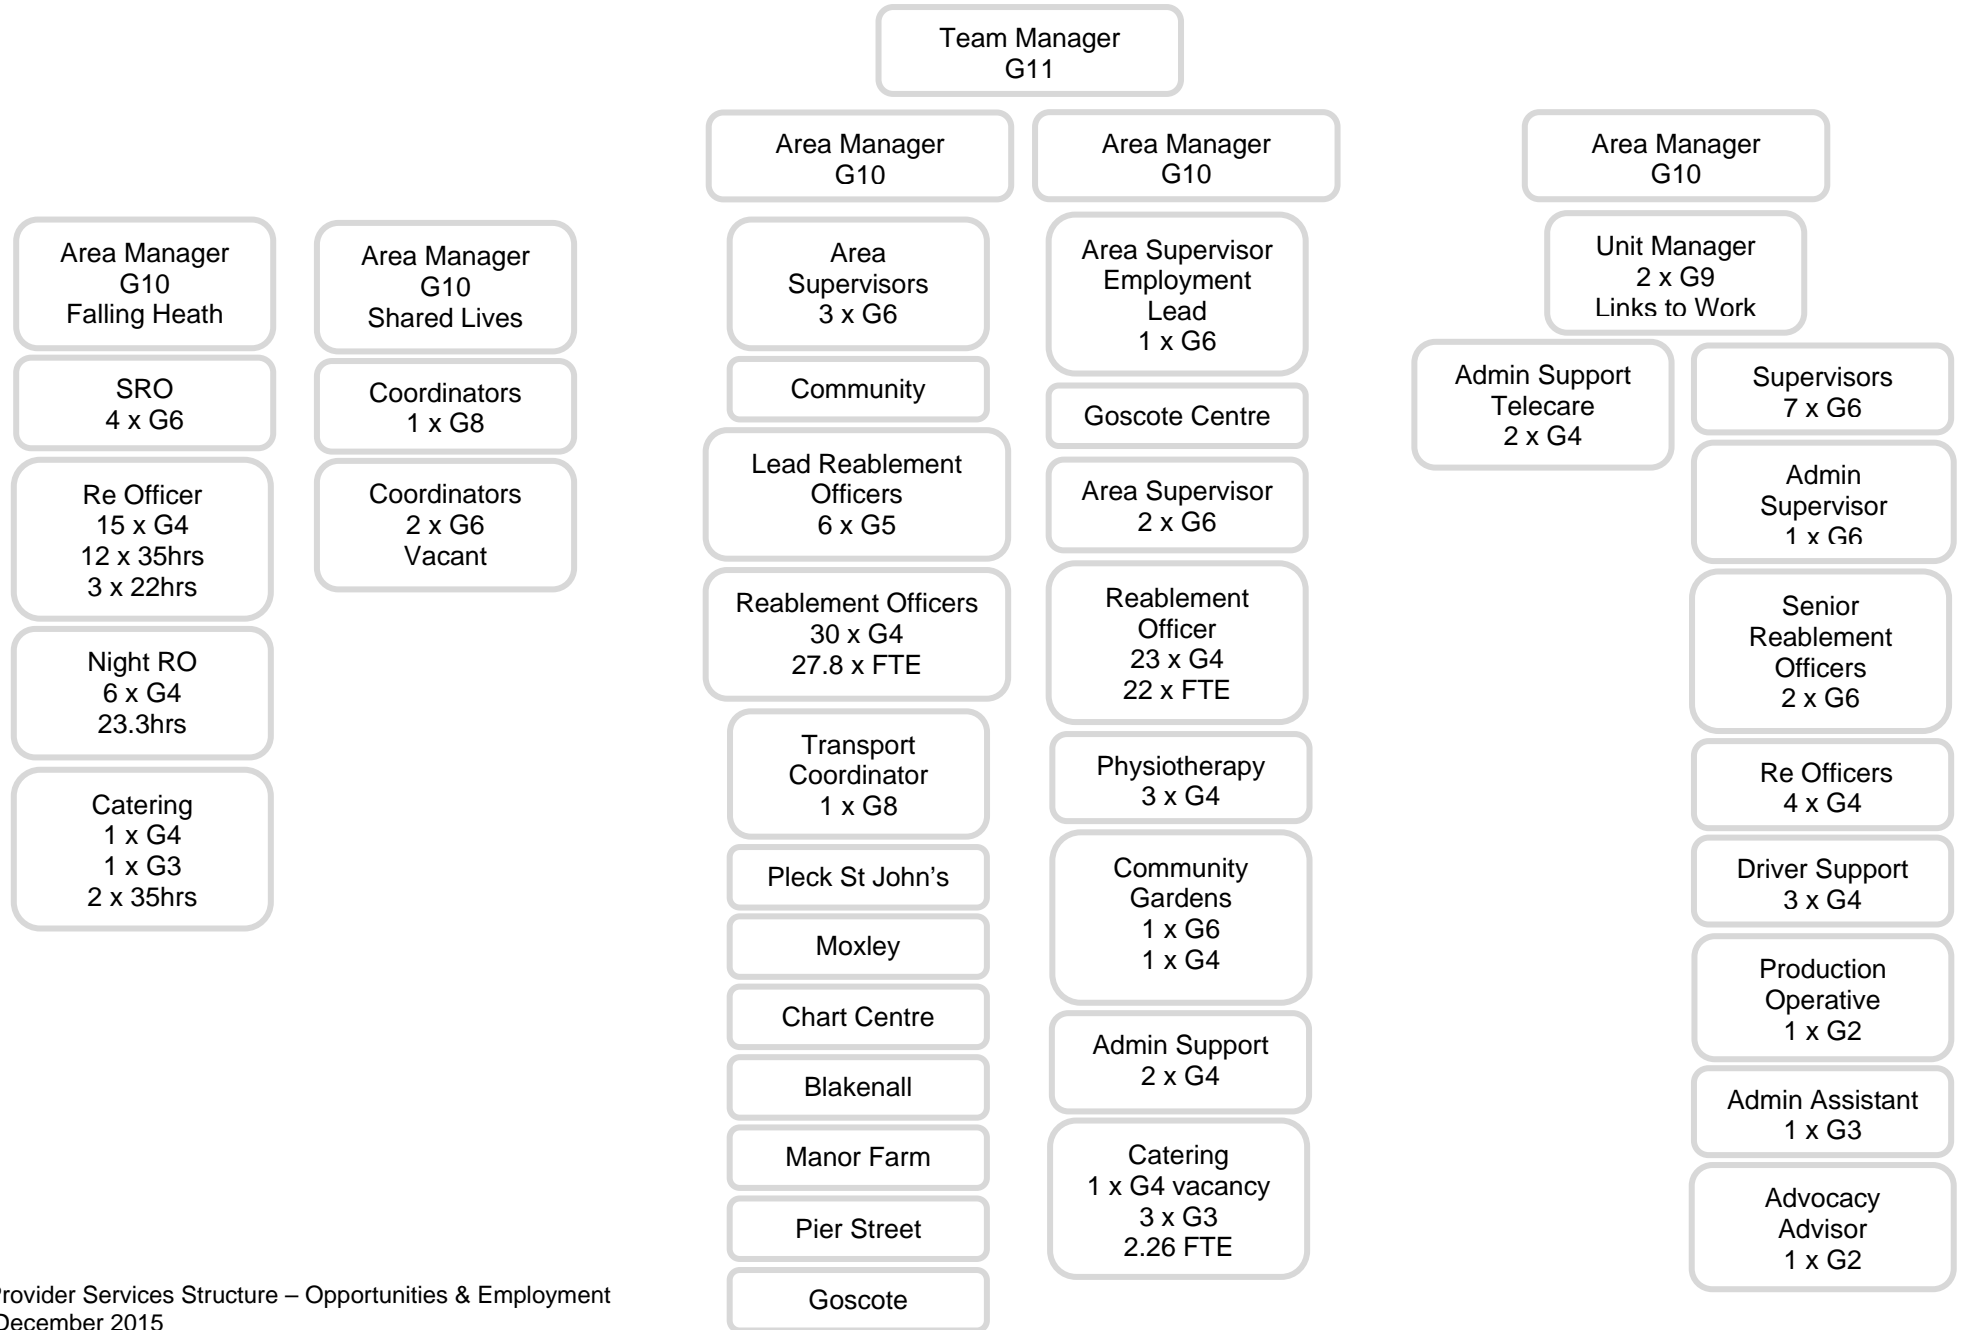 Team Manager
G11
Area Manager
G10
Area Manager
G10
Area Manager
G10
Area Manager
G10
Falling Heath
SRO
4 x G6
Re Officer
15 x G4
12 x 35hrs
3 x 22hrs
Night RO
6 x G4
23.3hrs
Catering
1 x G4
1 x G3
2 x 35hrs
Area Manager
G10
Shared Lives
Coordinators
1 x G8
Coordinators
2 x G6
Vacant
Area
Supervisors
3 x G6
Community
Lead Reablement
Officers
6 x G5
Reablement Officers
30 x G4
27.8 x FTE
Transport
Coordinator
1 x G8
Pleck St John’s
Moxley
Chart Centre
Blakenall
Manor Farm
Pier Street
Goscote
Area Supervisor
Employment
Lead
1 x G6
Goscote Centre
Area Supervisor
2 x G6
Reablement
Officer
23 x G4
22 x FTE
Physiotherapy
3 x G4
Community
Gardens
1 x G6
1 x G4
Admin Support
2 x G4
Catering
1 x G4 vacancy
3 x G3
2.26 FTE
Unit Manager
2 x G9
Links to Work
Admin Support
Telecare
2 x G4
Supervisors
7 x G6
Admin
Supervisor
1 x G6
Senior
Reablement
Officers
2 x G6
Re Officers
4 x G4
Driver Support
3 x G4
Production
Operative
1 x G2
Admin Assistant
1 x G3
Advocacy
Advisor
1 x G2
Provider Services Structure – Opportunities & Employment
December 2015